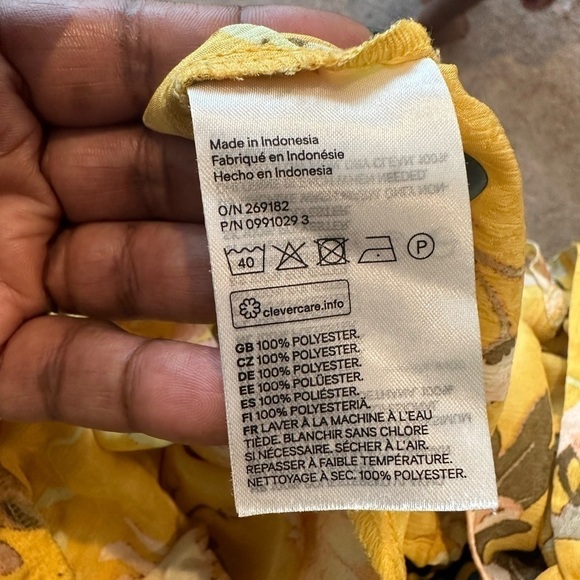 Made in Indonesia
Fabriqué en Indonésie
Hecho en Indonesia
O/N 269182
P/N 0991029 3
40
P
clevercare.info
GB 100% POLYESTER.
CZ 100% POLYESTER.
DE 100% POLYESTER.
EE 100% POLÜESTER.
ES 100% POLIÉSTER.
FI 100% POLYESTERIÄ.
FR LAVER À LA MACHINE À L'EAU
TIÈDE. BLANCHIR SANS CHLORE
SI NÉCESSAIRE. SÉCHER À L'AIR.
REPASSER À FAIBLE TEMPÉRATURE.
NETTOYAGE À SEC. 100% POLYESTER.